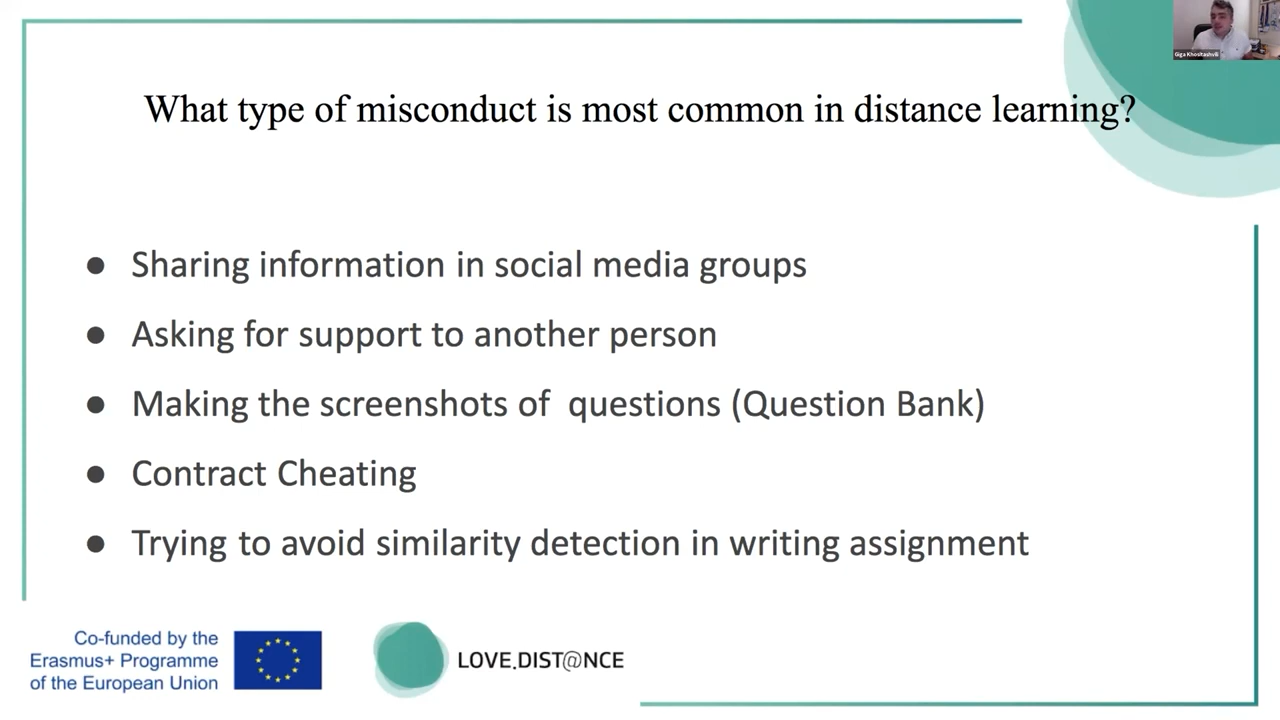 Giga Khositashvili
What type of misconduct is most common in distance learning?
● Sharing information in social media groups
● Asking for support to another person
● Making the screenshots of  questions (Question Bank)
● Contract Cheating
● Trying to avoid similarity detection in writing assignment
Co-funded by the
Erasmus+ Programme
of the European Union
LOVE.DIST@NCE